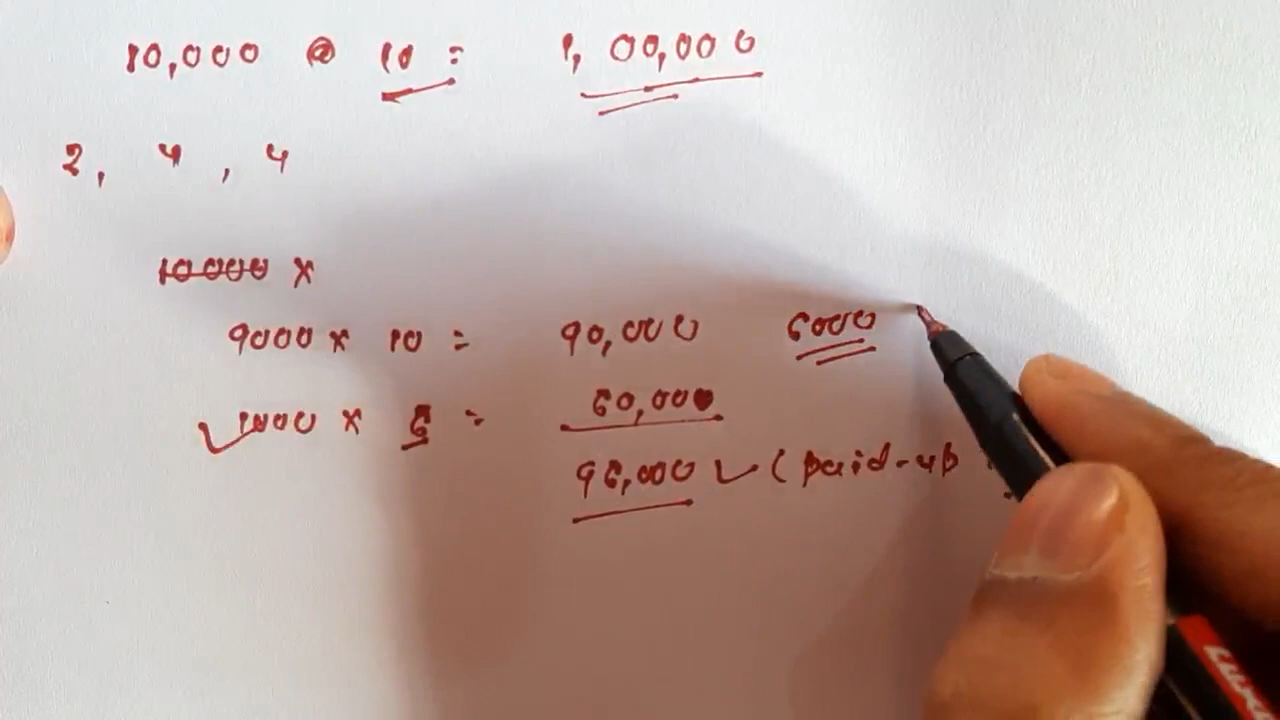 10,000 @ 10 = 1,00,000
2, 4, 4
10000 ×
9000 × 10 = 90,000 6000
1000 × 6 = 60,000
96,000 ✓ (paid-up